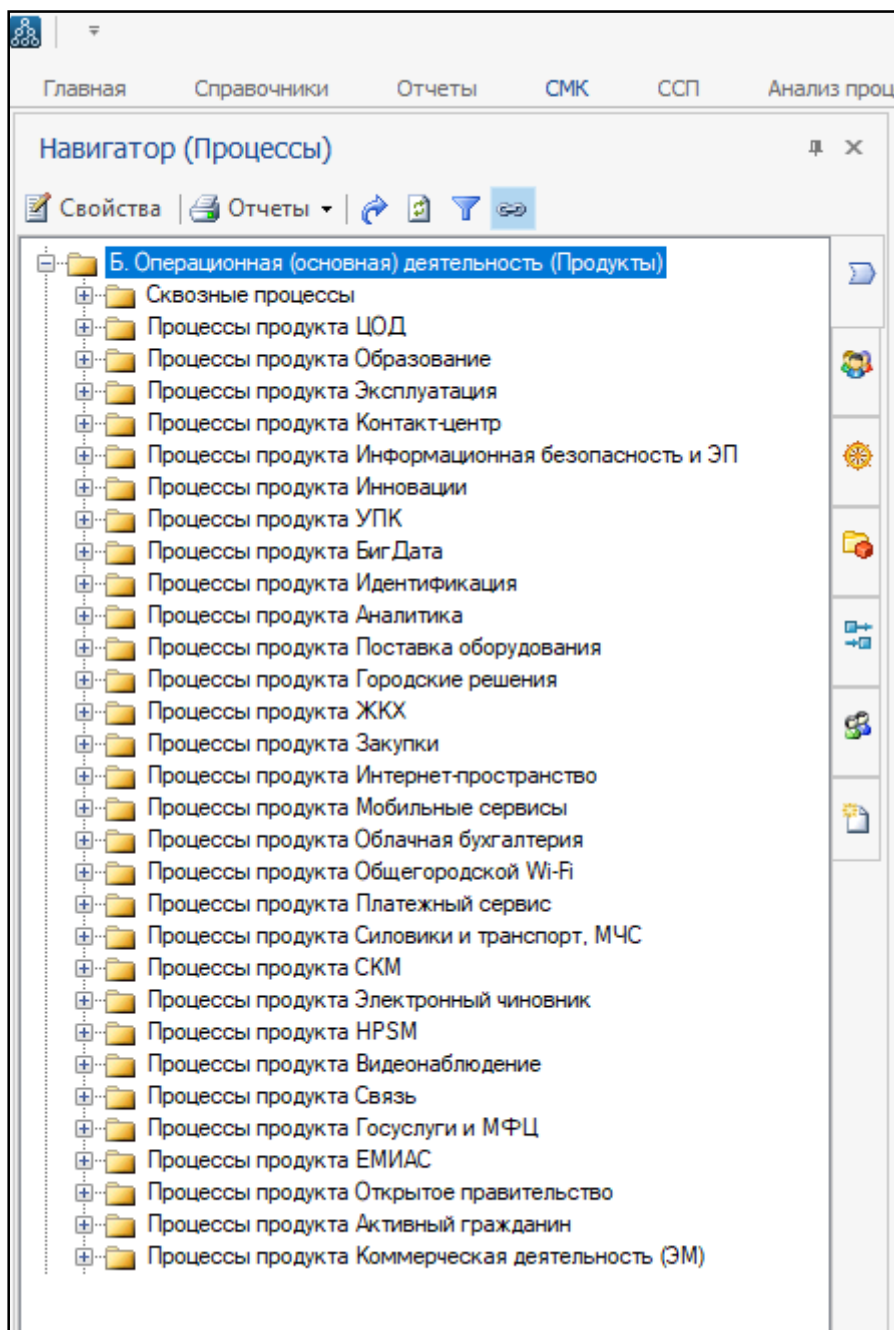 Главная Справочники Отчеты СМК ССП Анализ проц
Навигатор (Процессы)
Свойства Отчеты
Б. Операционная (основная) деятельность (Продукты)
Сквозные процессы
Процессы продукта ЦОД
Процессы продукта Образование
Процессы продукта Эксплуатация
Процессы продукта Контакт-центр
Процессы продукта Информационная безопасность и ЭП
Процессы продукта Инновации
Процессы продукта УПК
Процессы продукта БигДата
Процессы продукта Идентификация
Процессы продукта Аналитика
Процессы продукта Поставка оборудования
Процессы продукта Городские решения
Процессы продукта ЖКХ
Процессы продукта Закупки
Процессы продукта Интернет-пространство
Процессы продукта Мобильные сервисы
Процессы продукта Облачная бухгалтерия
Процессы продукта Общегородской Wi-Fi
Процессы продукта Платежный сервис
Процессы продукта Силовики и транспорт, МЧС
Процессы продукта СКМ
Процессы продукта Электронный чиновник
Процессы продукта HPSM
Процессы продукта Видеонаблюдение
Процессы продукта Связь
Процессы продукта Госуслуги и МФЦ
Процессы продукта ЕМИАС
Процессы продукта Открытое правительство
Процессы продукта Активный гражданин
Процессы продукта Коммерческая деятельность (ЭМ)